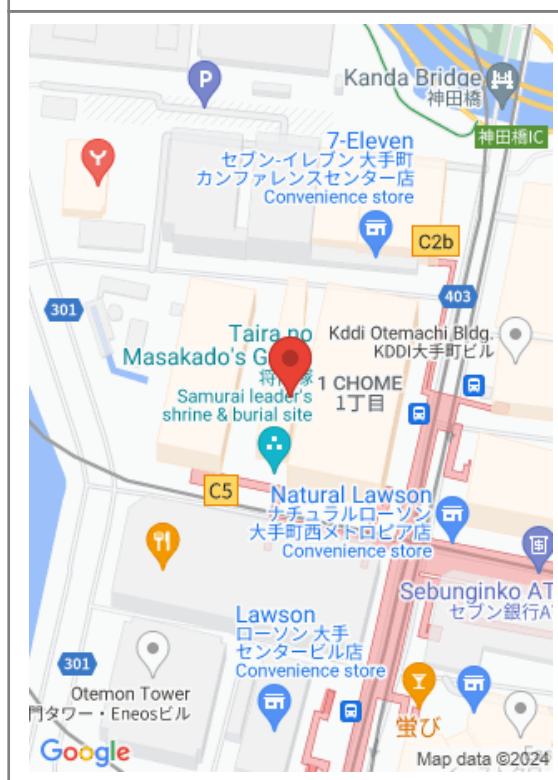 Kanda Bridge
神田橋
P
神田橋IC
7-Eleven
セブン-イレブン 大手町
カンファレンスセンター店
Convenience store
C2b
301
403
Taira no
Masakado's G
将
塚
Samurai leader's
shrine & burial site
Kddi Otemachi Bldg.
KDDI大手町ビル
1 CHOME
1丁目
C5
Natural Lawson
ナチュラルローソン
大手町西メトロピア店
Convenience store
Sebunginko AT
セブン銀行A
Lawson
ローソン 大手
センタービル店
Convenience store
301
Otemon Tower
門タワー・Eneosビル
蛍び
Google
Map data ©2024